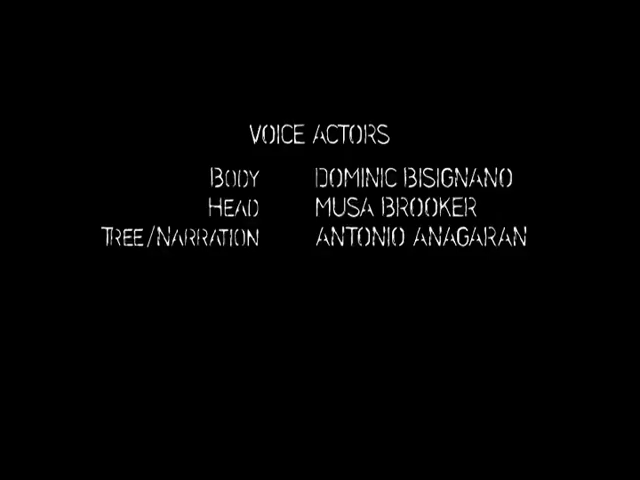 VOICE ACTORS
BODY DOMINIC BISIGNANO
HEAD MUSA BROOKER
TREE/NARRATION ANTONIO ANAGARAN